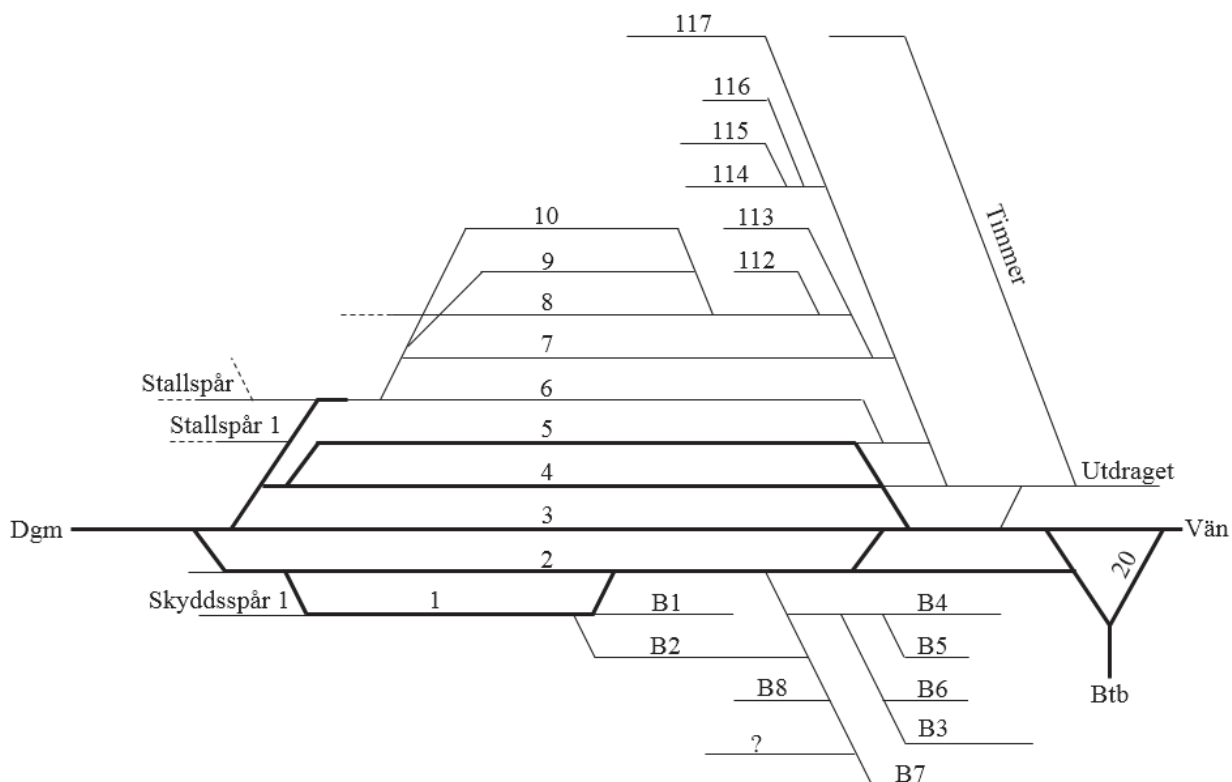 117
116
115
114
10
113
Timmer
9
112
8
7
Stallspår
6
Stallspår 1
5
4
Utdraget
Dgm
3
Vän
2
20
Skyddsspår 1
1
B1
B4
B2
B5
B8
B6
Btb
?
B3
B7